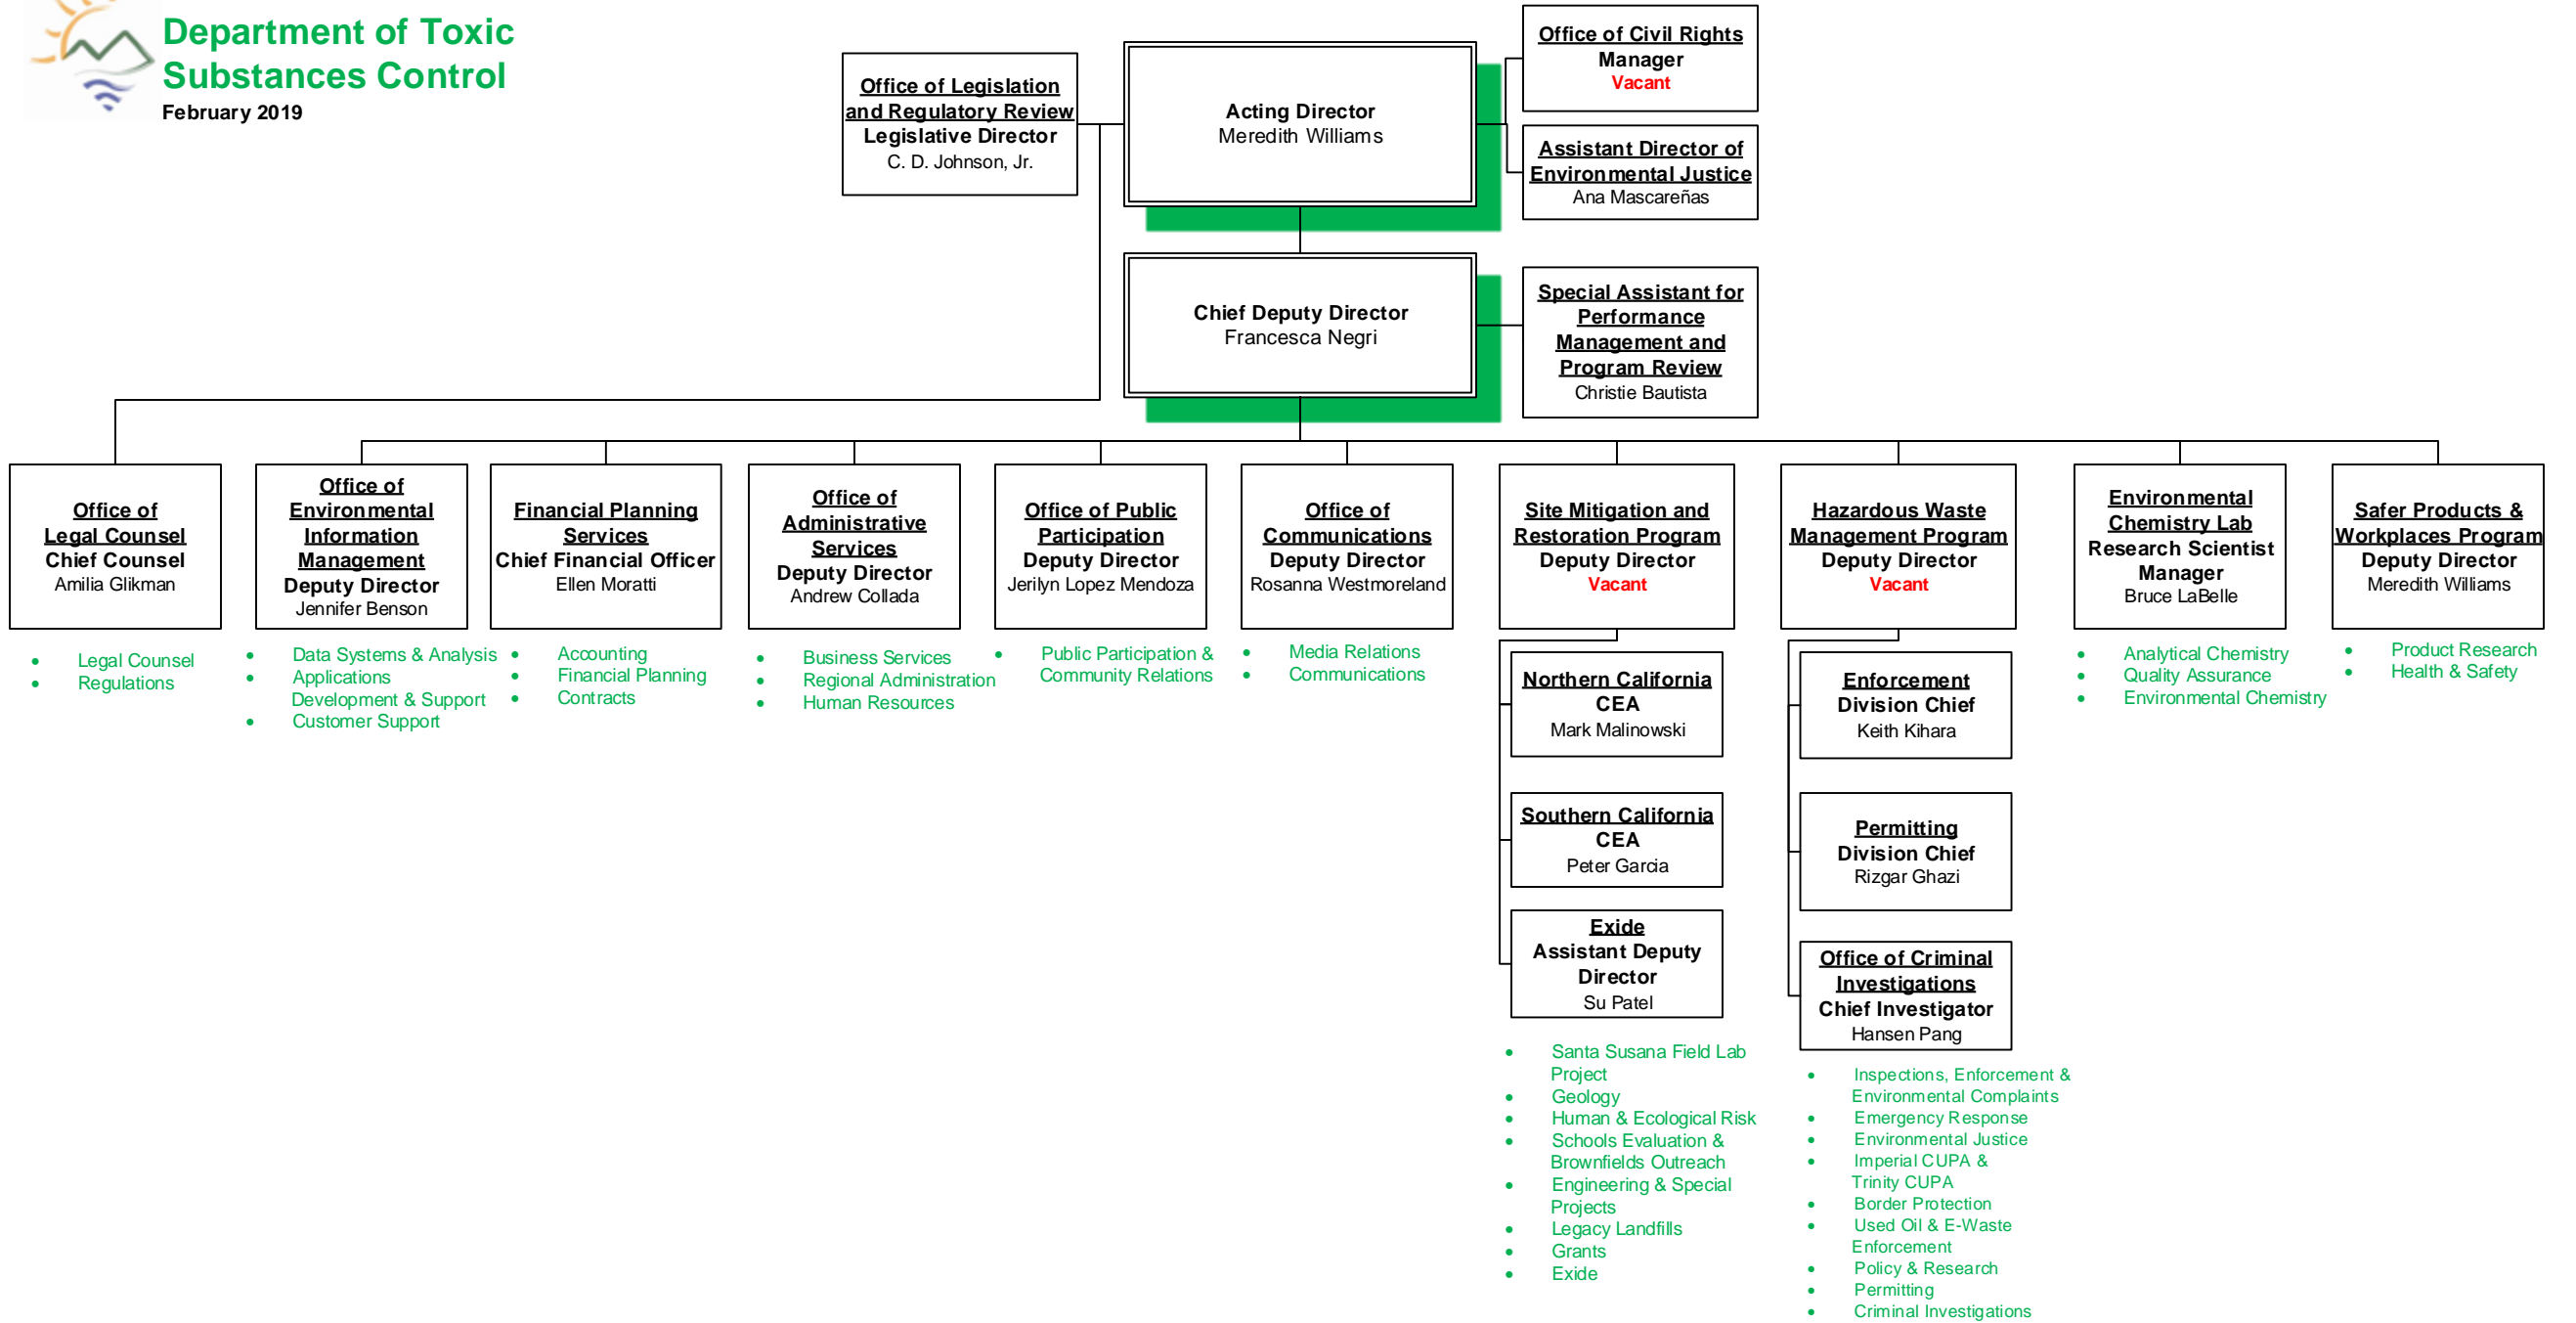 Department of Toxic
Substances Control
February 2019
Office of Legislation
and Regulatory Review
Legislative Director
C. D. Johnson, Jr.
Acting Director
Meredith Williams
Office of Civil Rights
Manager
Vacant
Assistant Director of
Environmental Justice
Ana Mascareñas
Chief Deputy Director
Francesca Negri
Special Assistant for
Performance
Management and
Program Review
Christie Bautista
Office of
Legal Counsel
Chief Counsel
Amilia Glikman
• Legal Counsel
• Regulations
Office of
Environmental
Information
Management
Deputy Director
Jennifer Benson
• Data Systems & Analysis
• Applications
Development & Support
• Customer Support
Financial Planning
Services
Chief Financial Officer
Ellen Moratti
• Accounting
• Financial Planning
• Contracts
Office of
Administrative
Services
Deputy Director
Andrew Collada
• Business Services
• Regional Administration
• Human Resources
Office of Public
Participation
Deputy Director
Jerilyn Lopez Mendoza
• Public Participation &
Community Relations
Office of
Communications
Deputy Director
Rosanna Westmoreland
• Media Relations
• Communications
Site Mitigation and
Restoration Program
Deputy Director
Vacant
Northern California
CEA
Mark Malinowski
Southern California
CEA
Peter Garcia
Exide
Assistant Deputy
Director
Su Patel
• Santa Susana Field Lab
Project
• Geology
• Human & Ecological Risk
• Schools Evaluation &
Brownfields Outreach
• Engineering & Special
Projects
• Legacy Landfills
• Grants
• Exide
Hazardous Waste
Management Program
Deputy Director
Vacant
Enforcement
Division Chief
Keith Kihara
Permitting
Division Chief
Rizgar Ghazi
Office of Criminal
Investigations
Chief Investigator
Hansen Pang
• Inspections, Enforcement &
Environmental Complaints
• Emergency Response
• Environmental Justice
• Imperial CUPA &
Trinity CUPA
• Border Protection
• Used Oil & E-Waste
Enforcement
• Policy & Research
• Permitting
• Criminal Investigations
Environmental
Chemistry Lab
Research Scientist
Manager
Bruce LaBelle
• Analytical Chemistry
• Quality Assurance
• Environmental Chemistry
Safer Products &
Workplaces Program
Deputy Director
Meredith Williams
• Product Research
• Health & Safety